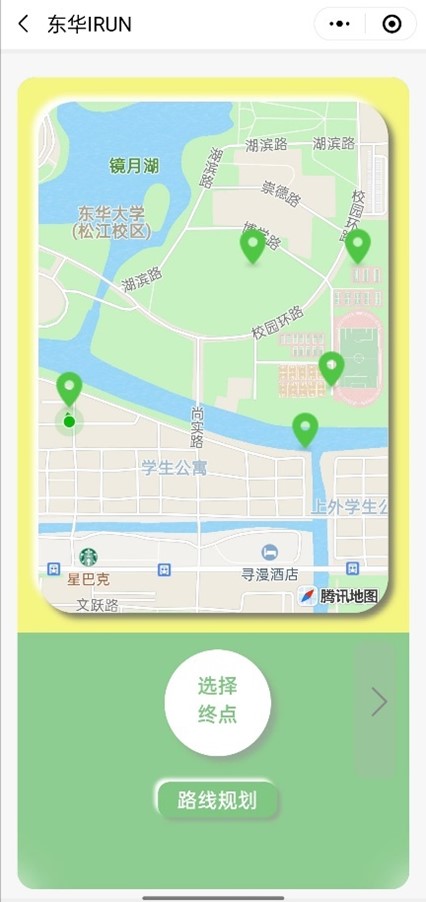 东华IRUN
湖滨路
湖滨路
湖滨路
镜月湖
崇德路
校园环路
东华大学
(松江校区)
博学路
湖滨路
校园环路
尚实路
学生公寓
上外学生公
星巴克
寻漫酒店
腾讯地图
文跃路
选择
终点
路线规划